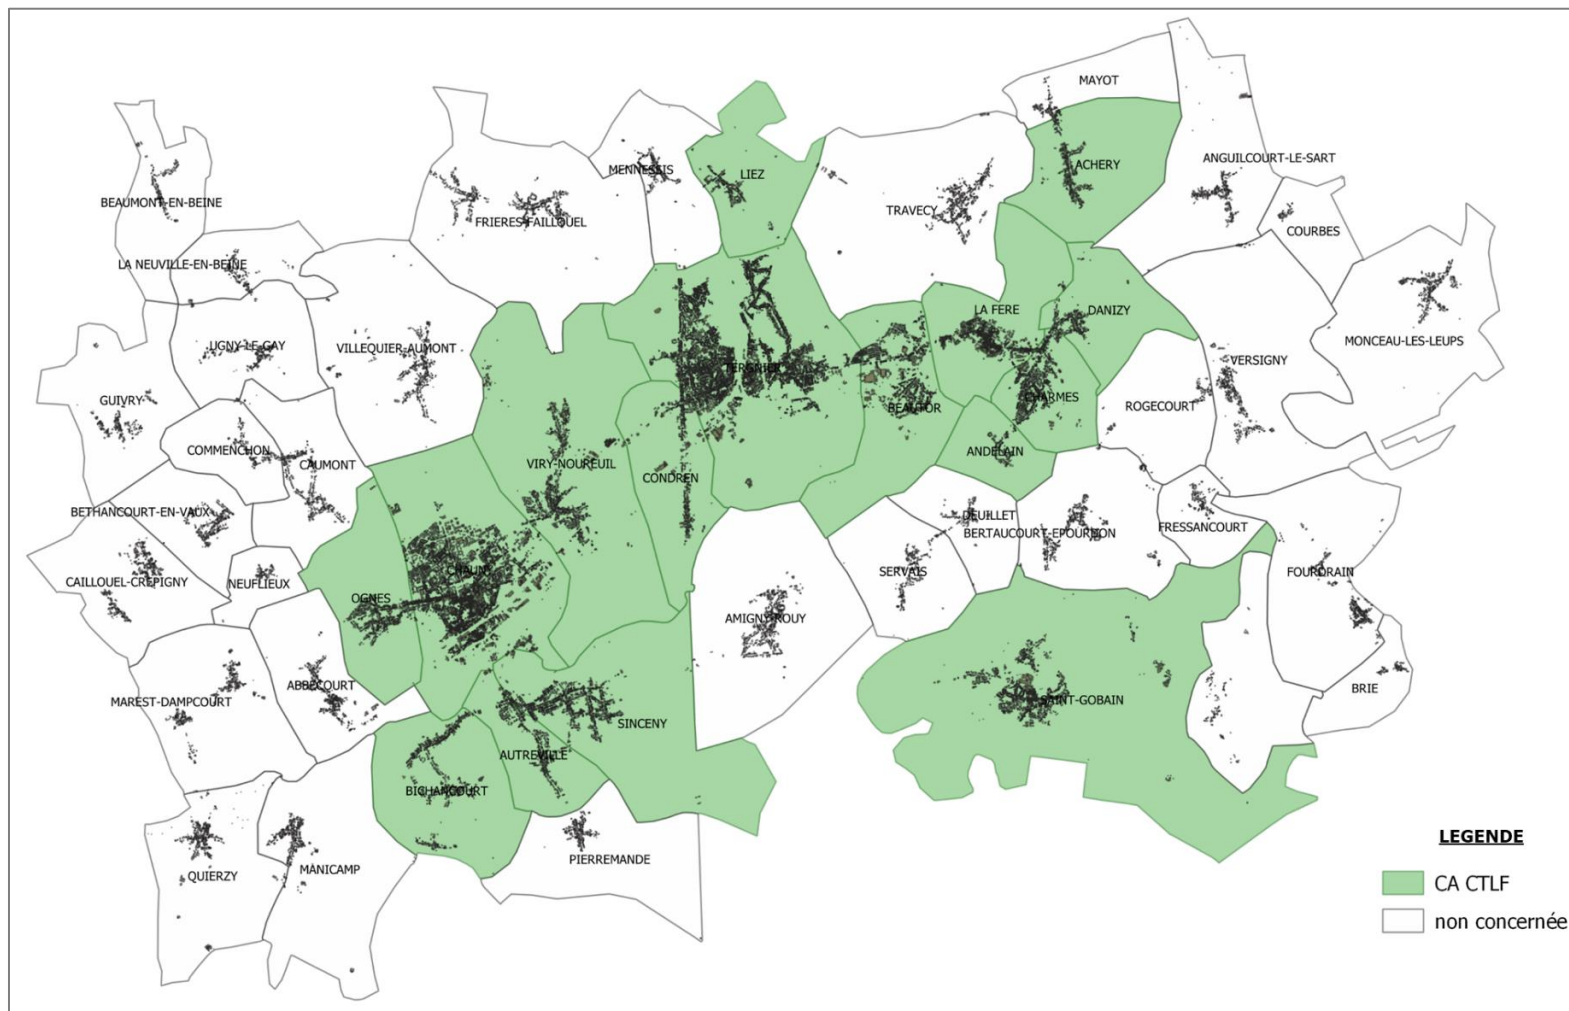 MAYOT
ANGUILCOURT-LE-SART
ACHERY
MENNESSIS
LIEZ
BEAUMONT-EN-BEINE
TRAVECY
FRIERES-FAILLOUEL
COURBES
LA NEUVILLE-EN-BEINE
LA FERE
DANIZY
UGNY-LE-GAY
VILLEQUIER-AUMONT
MONCEAU-LES-LEUPS
VERSIGNY
TERGNIER
GUIVRY
BEAUTOR
CHARMES
ROGECOURT
COMMENCHON
CAUMONT
VIRY-NOUREUIL
ANDELAIN
CONDREN
BETHANCOURT-EN-VAUX
DEUILLET
FRESSANCOURT
BERTAUCOURT-EPOURDON
CAILLOUEL-CREPIGNY
NEUFLIEUX
CHAUNY
SERVAIS
FOURDRAIN
OGNES
AMIGNY-ROUY
ABBECOURT
BRIE
MAREST-DAMPCOURT
SAINT-GOBAIN
SINCENY
AUTREVILLE
BICHANCOURT
PIERREMANDE
MANICAMP
QUIERZY
LEGENDE
CA CTLF
non concernée